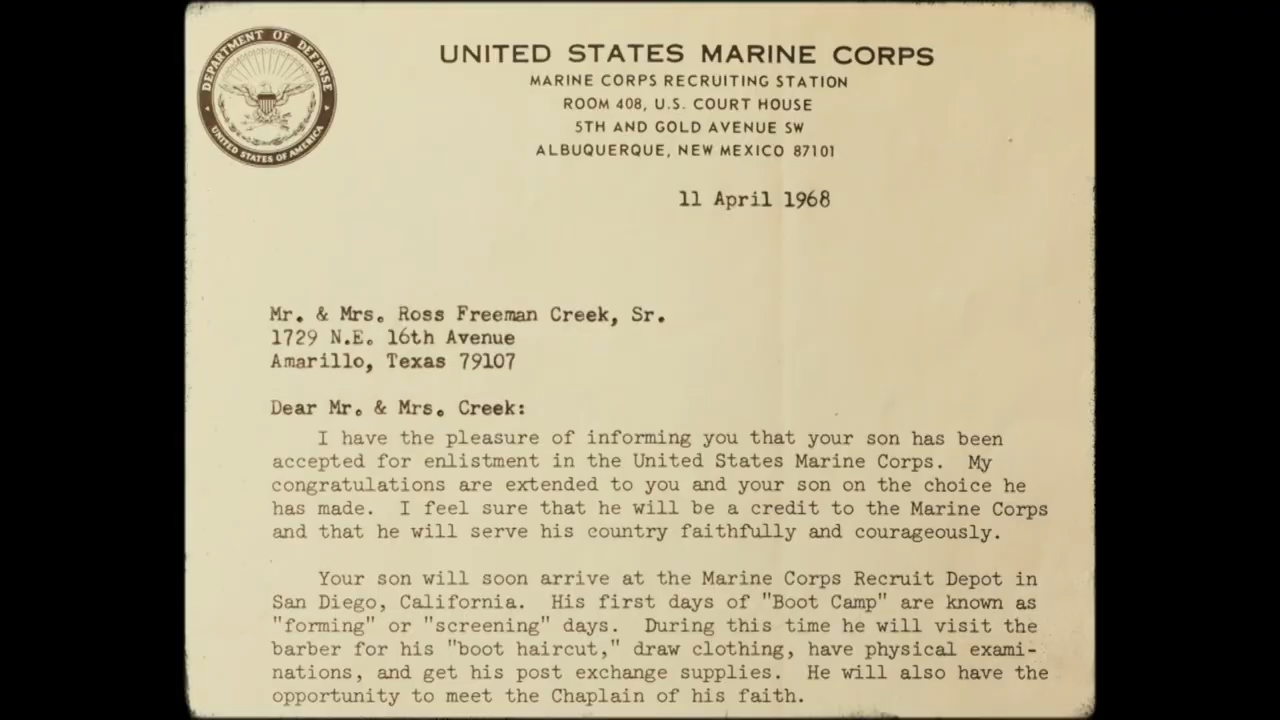 DEPARTMENT OF DEFENSE
UNITED STATES OF AMERICA
UNITED STATES MARINE CORPS
MARINE CORPS RECRUITING STATION
ROOM 408, U.S. COURT HOUSE
5TH AND GOLD AVENUE SW
ALBUQUERQUE, NEW MEXICO 87101
11 April 1968
Mr. & Mrs. Ross Freeman Creek, Sr.
1729 N.E. 16th Avenue
Amarillo, Texas 79107
Dear Mr. & Mrs. Creek:
I have the pleasure of informing you that your son has been
accepted for enlistment in the United States Marine Corps. My
congratulations are extended to you and your son on the choice he
has made. I feel sure that he will be a credit to the Marine Corps
and that he will serve his country faithfully and courageously.
Your son will soon arrive at the Marine Corps Recruit Depot in
San Diego, California. His first days of "Boot Camp" are known as
"forming" or "screening" days. During this time he will visit the
barber for his "boot haircut," draw clothing, have physical exami-
nations, and get his post exchange supplies. He will also have the
opportunity to meet the Chaplain of his faith.